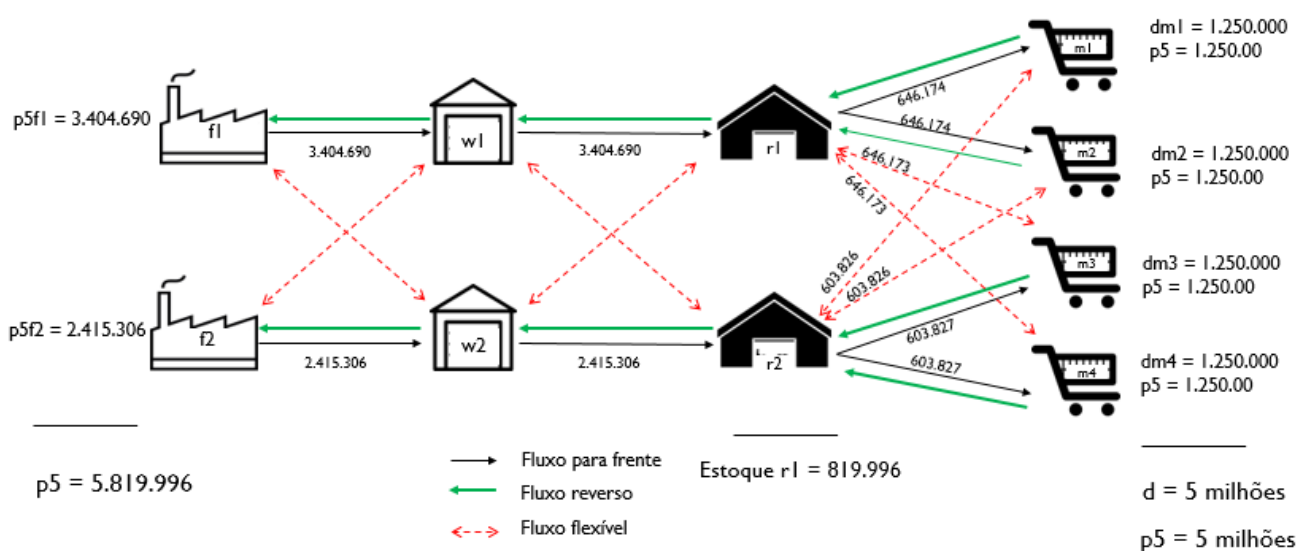 dm1 = 1.250.000
p5 = 1.250.00
m1
p5f1 = 3.404.690
f1
3.404.690
w1
3.404.690
r1
646.174
646.174
646.173
646.173
m2
dm2 = 1.250.000
p5 = 1.250.00
603.826
603.826
m3
dm3 = 1.250.000
p5 = 1.250.00
p5f2 = 2.415.306
f2
2.415.306
w2
2.415.306
r2
603.827
603.827
m4
dm4 = 1.250.000
p5 = 1.250.00
p5 = 5.819.996
Fluxo para frente
Fluxo reverso
Fluxo flexível
Estoque r1 = 819.996
d = 5 milhões
p5 = 5 milhões